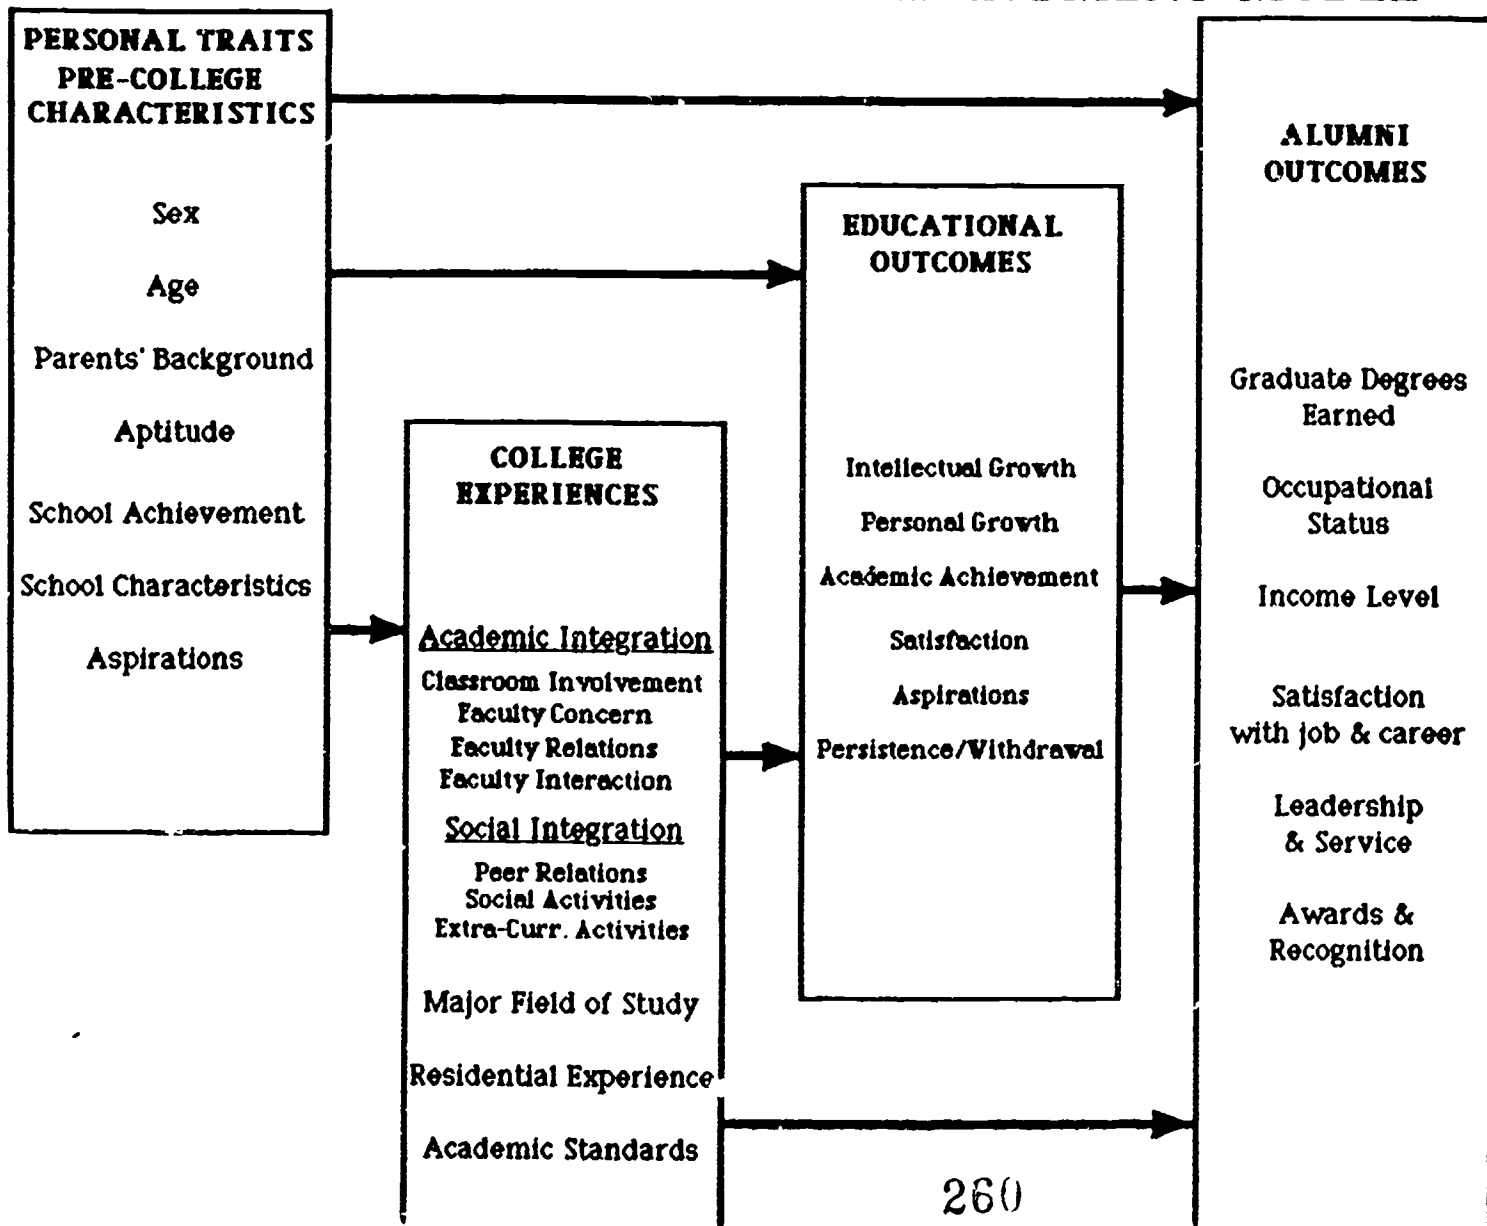 PERSONAL TRAITS
PRE-COLLEGE
CHARACTERISTICS
Sex
Age
Parents' Background
Aptitude
School Achievement
School Characteristics
Aspirations
COLLEGE
EXPERIENCES
Academic Integration
Classroom Involvement
Faculty Concern
Faculty Relations
Faculty Interaction
Social Integration
Peer Relations
Social Activities
Extra-Curr. Activities
Major Field of Study
Residential Experience
Academic Standards
EDUCATIONAL
OUTCOMES
Intellectual Growth
Personal Growth
Academic Achievement
Satisfaction
Aspirations
Persistence/Withdrawal
ALUMNI
OUTCOMES
Graduate Degrees
Earned
Occupational
Status
Income Level
Satisfaction
with job & career
Leadership
& Service
Awards &
Recognition
260